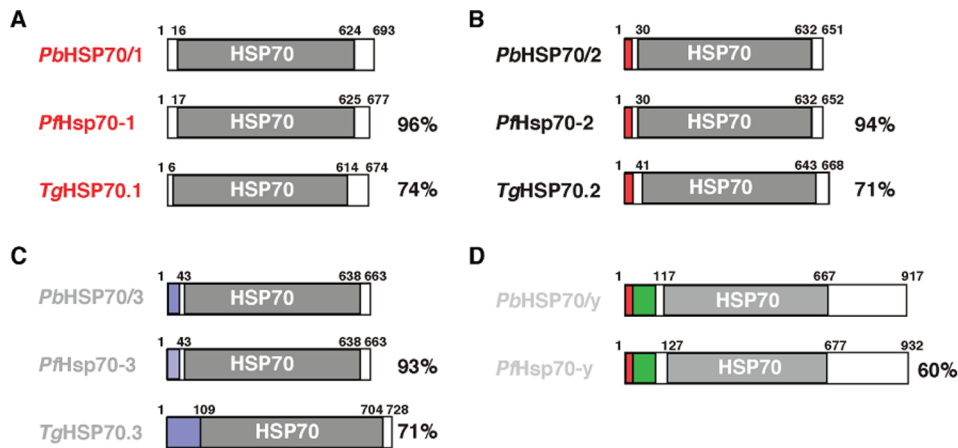 A
1 16 624 693
PbHSP70/1 HSP70
1 17 625 677
PfHsp70-1 HSP70 96%
1 6 614 674
TgHSP70.1 HSP70 74%
B
1 30 632 651
PbHSP70/2 HSP70
1 30 632 652
PfHsp70-2 HSP70 94%
1 41 643 668
TgHSP70.2 HSP70 71%
C
1 43 638 663
PbHSP70/3 HSP70
1 43 638 663
PfHsp70-3 HSP70 93%
1 109 704 728
TgHSP70.3 HSP70 71%
D
1 117 667 917
PbHSP70/y HSP70
1 127 677 932
PfHsp70-y HSP70 60%